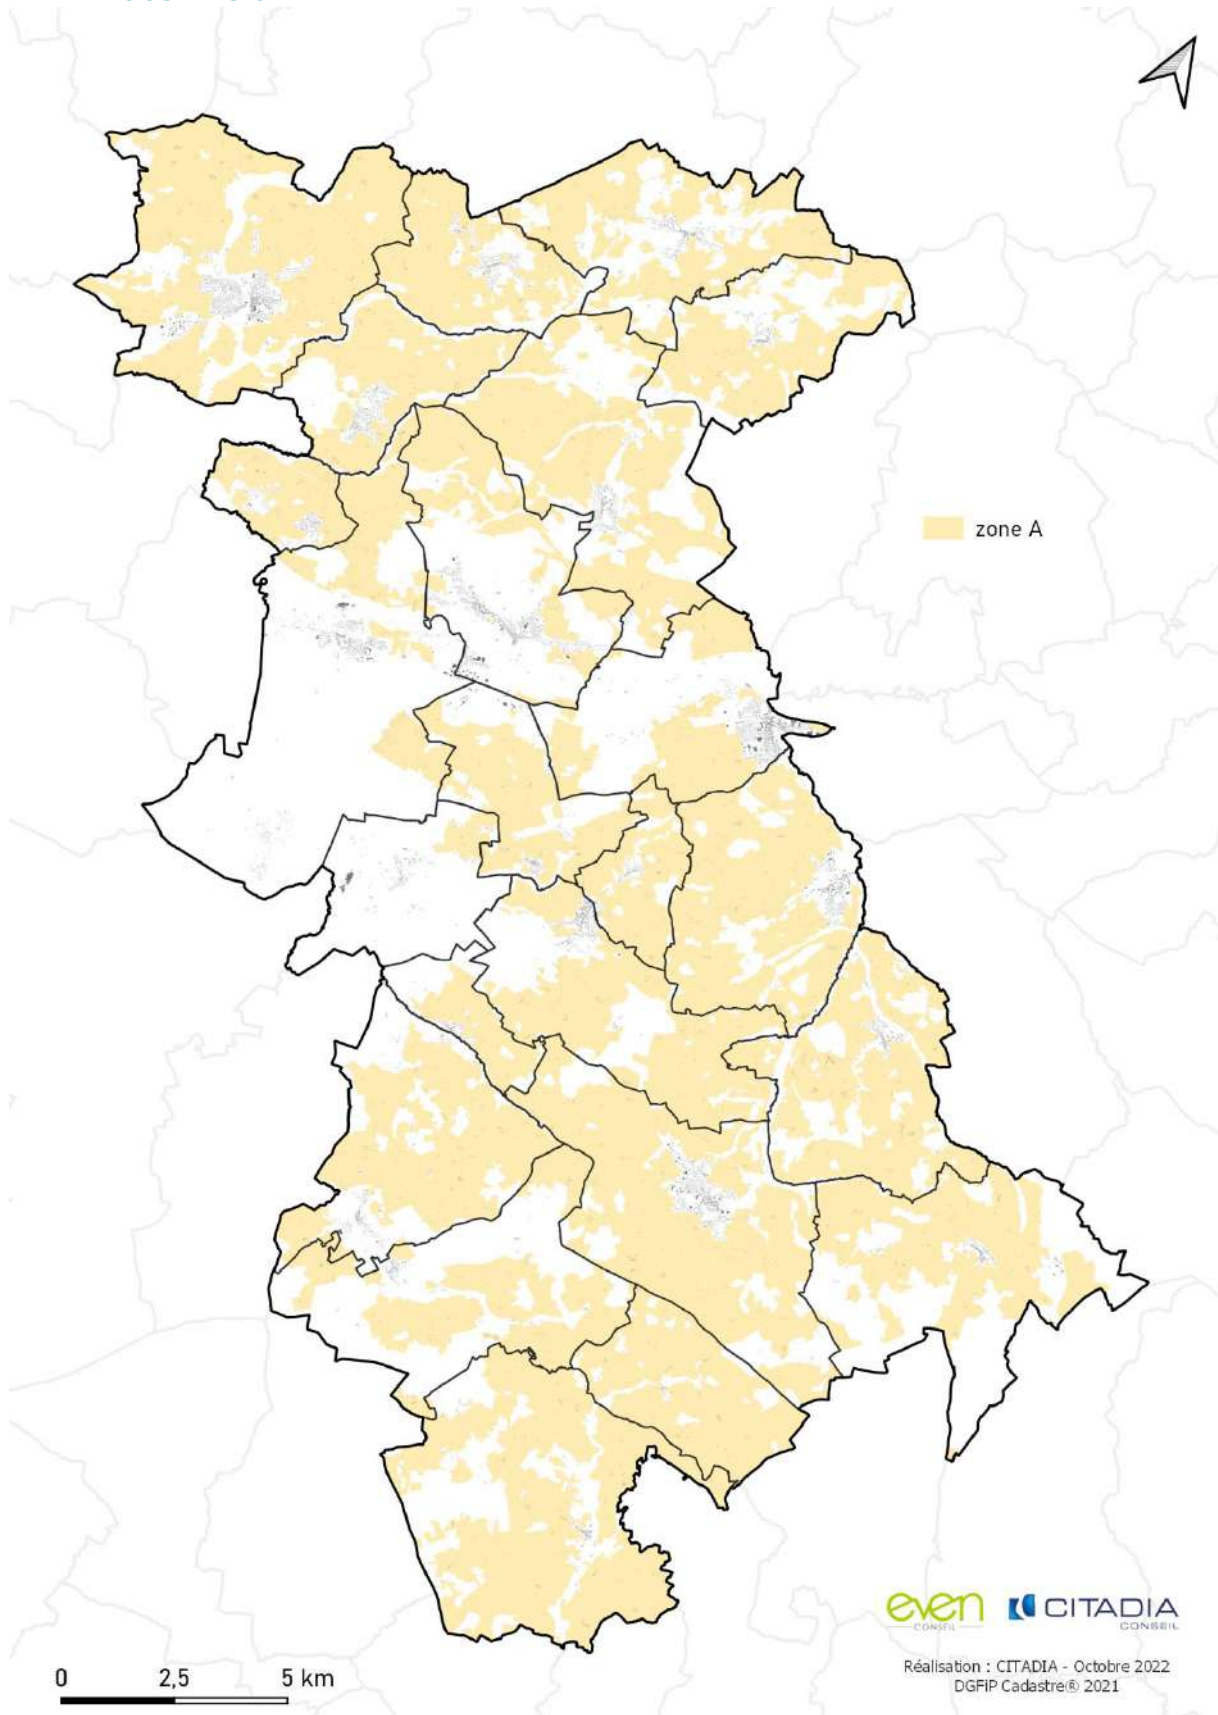 zone A
even
CONSEIL
CITADIA
CONSEIL
Réalisation : CITADIA - Octobre 2022
DGFiP Cadastre® 2021
0 2,5 5 km